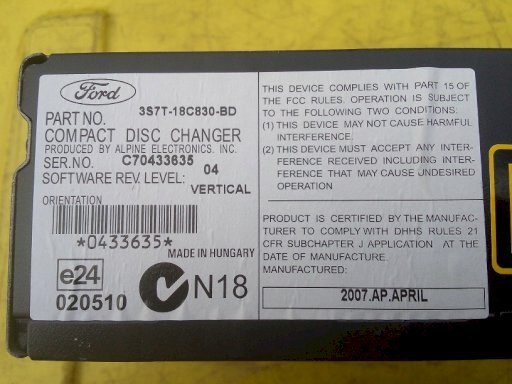 Ford
PART NO. 3S7T-18C830-BD
COMPACT DISC CHANGER
PRODUCED BY ALPINE ELECTRONICS. INC.
SER.NO. C70433635
SOFTWARE REV. LEVEL: 04
VERTICAL
ORIENTATION
*0433635*
MADE IN HUNGARY
e24
020510
N18
THIS DEVICE COMPLIES WITH PART 15 OF
THE FCC RULES. OPERATION IS SUBJECT
TO THE FOLLOWING TWO CONDITIONS:
(1) THIS DEVICE MAY NOT CAUSE HARMFUL
INTERFERENCE.
(2) THIS DEVICE MUST ACCEPT ANY INTER-
FERENCE RECEIVED INCLUDING INTER-
FERENCE THAT MAY CAUSE UNDESIRED
OPERATION
PRODUCT IS CERTIFIED BY THE MANUFAC-
TURER TO COMPLY WITH DHHS RULES 21
CFR SUBCHAPTER J APPLICATION AT THE
DATE OF MANUFACTURE.
MANUFACTURED:
2007.AP.APRIL